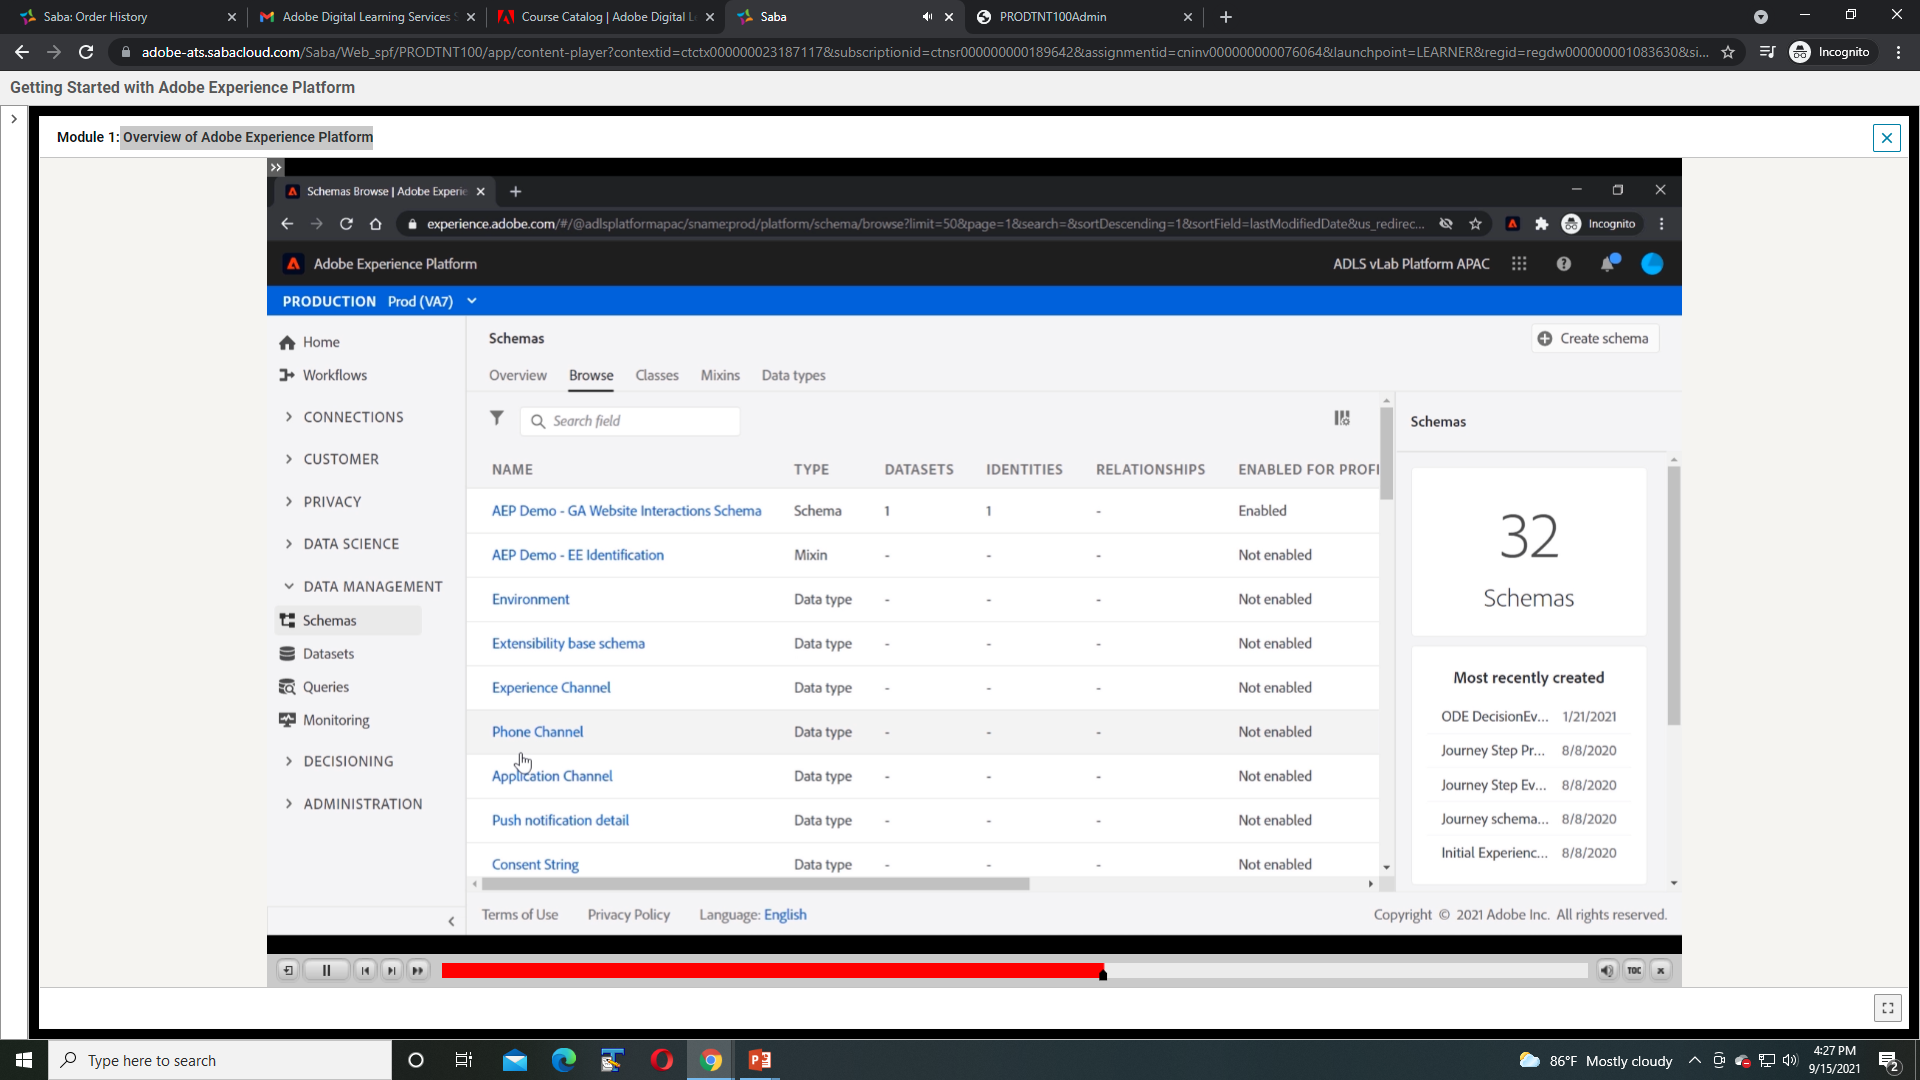 Saba: Order History
Adobe Digital Learning Services S
Course Catalog | Adobe Digital L
Saba
PRODTNT100Admin
adobe-ats.sabacloud.com/Saba/Web_spf/PRODTNT100/app/content-player?contextid=ctctx000000023187117&subscriptionid=ctnsr000000000189642&assignmentid=cninv000000000076064&launchpoint=LEARNER&regid=regdw000000001083630&si...
Incognito
Getting Started with Adobe Experience Platform
Module 1: Overview of Adobe Experience Platform
Schemas Browse | Adobe Experie
experience.adobe.com/#/@adlsplatformapac/sname:prod/platform/schema/browse?limit=50&page=1&search=&sortDescending=1&sortField=lastModifiedDate&us_redirec...
Incognito
Adobe Experience Platform
ADLS vLab Platform APAC
PRODUCTION Prod (VA7)
Home
Workflows
CONNECTIONS
CUSTOMER
PRIVACY
DATA SCIENCE
DATA MANAGEMENT
Schemas
Datasets
Queries
Monitoring
DECISIONING
ADMINISTRATION
Schemas
Create schema
Overview Browse Classes Mixins Data types
Search field
NAME TYPE DATASETS IDENTITIES RELATIONSHIPS ENABLED FOR PROFI
AEP Demo - GA Website Interactions Schema Schema 1 1 - Enabled
AEP Demo - EE Identification Mixin - - - Not enabled
Environment Data type - - - Not enabled
Extensibility base schema Data type - - - Not enabled
Experience Channel Data type - - - Not enabled
Phone Channel Data type - - - Not enabled
Application Channel Data type - - - Not enabled
Push notification detail Data type - - - Not enabled
Consent String Data type - - - Not enabled
Schemas
32
Schemas
Most recently created
ODE DecisionEv... 1/21/2021
Journey Step Pr... 8/8/2020
Journey Step Ev... 8/8/2020
Journey schema... 8/8/2020
Initial Experienc... 8/8/2020
Terms of Use Privacy Policy Language: English
Copyright © 2021 Adobe Inc. All rights reserved.
TOC
Type here to search
86°F Mostly cloudy
4:27 PM
9/15/2021
2